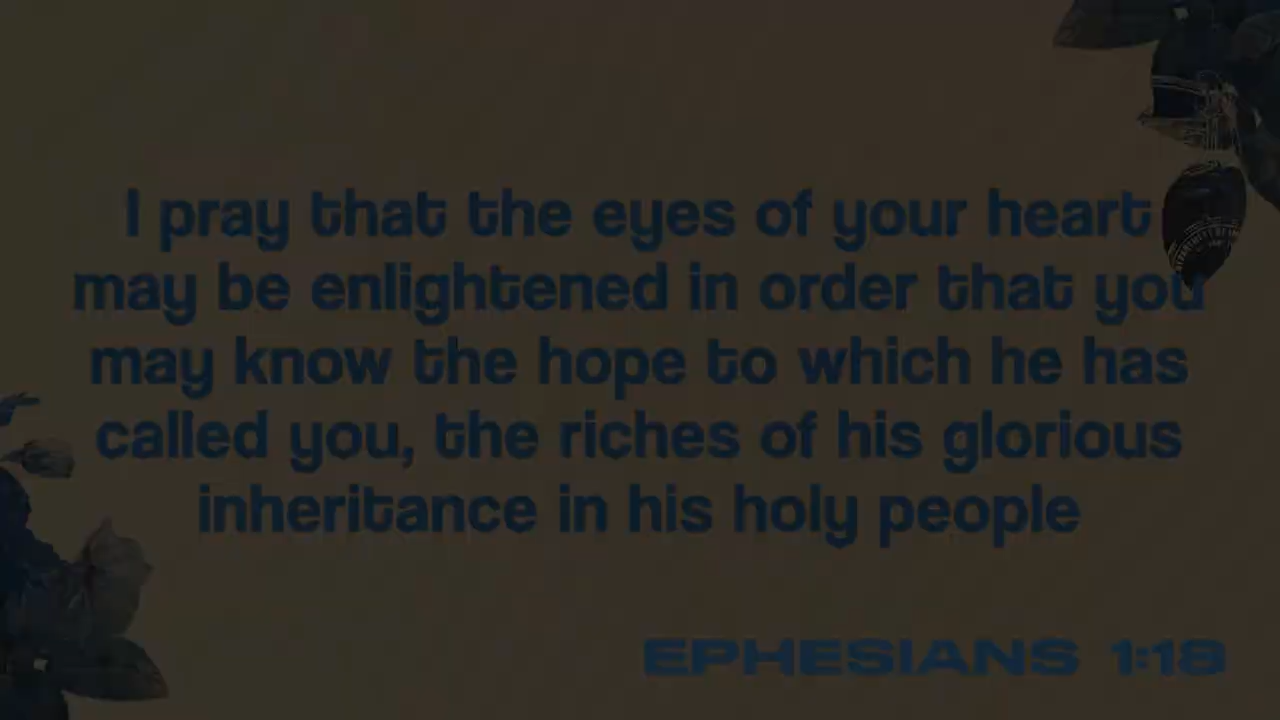 I pray that the eyes of your heart
may be enlightened in order that you
may know the hope to which he has
called you, the riches of his glorious
inheritance in his holy people
EPHESIANS 1:18